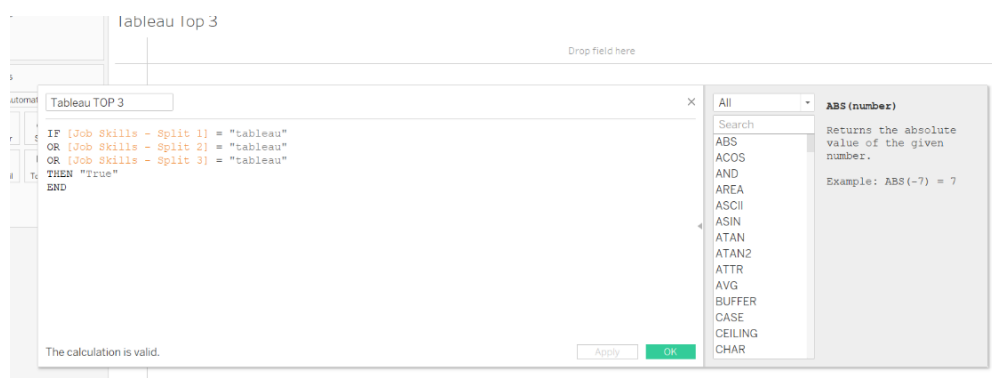 Tableau Top 3
Drop field here
s
utomat
Tableau TOP 3
IF [Job Skills - Split 1] = "tableau"
OR [Job Skills - Split 2] = "tableau"
OR [Job Skills - Split 3] = "tableau"
THEN "True"
END
The calculation is valid.
Apply
OK
All
Search
ABS
ACOS
AND
AREA
ASCII
ASIN
ATAN
ATAN2
ATTR
AVG
BUFFER
CASE
CEILING
CHAR
ABS(number)
Returns the absolute
value of the given
number.
Example: ABS(-7) = 7